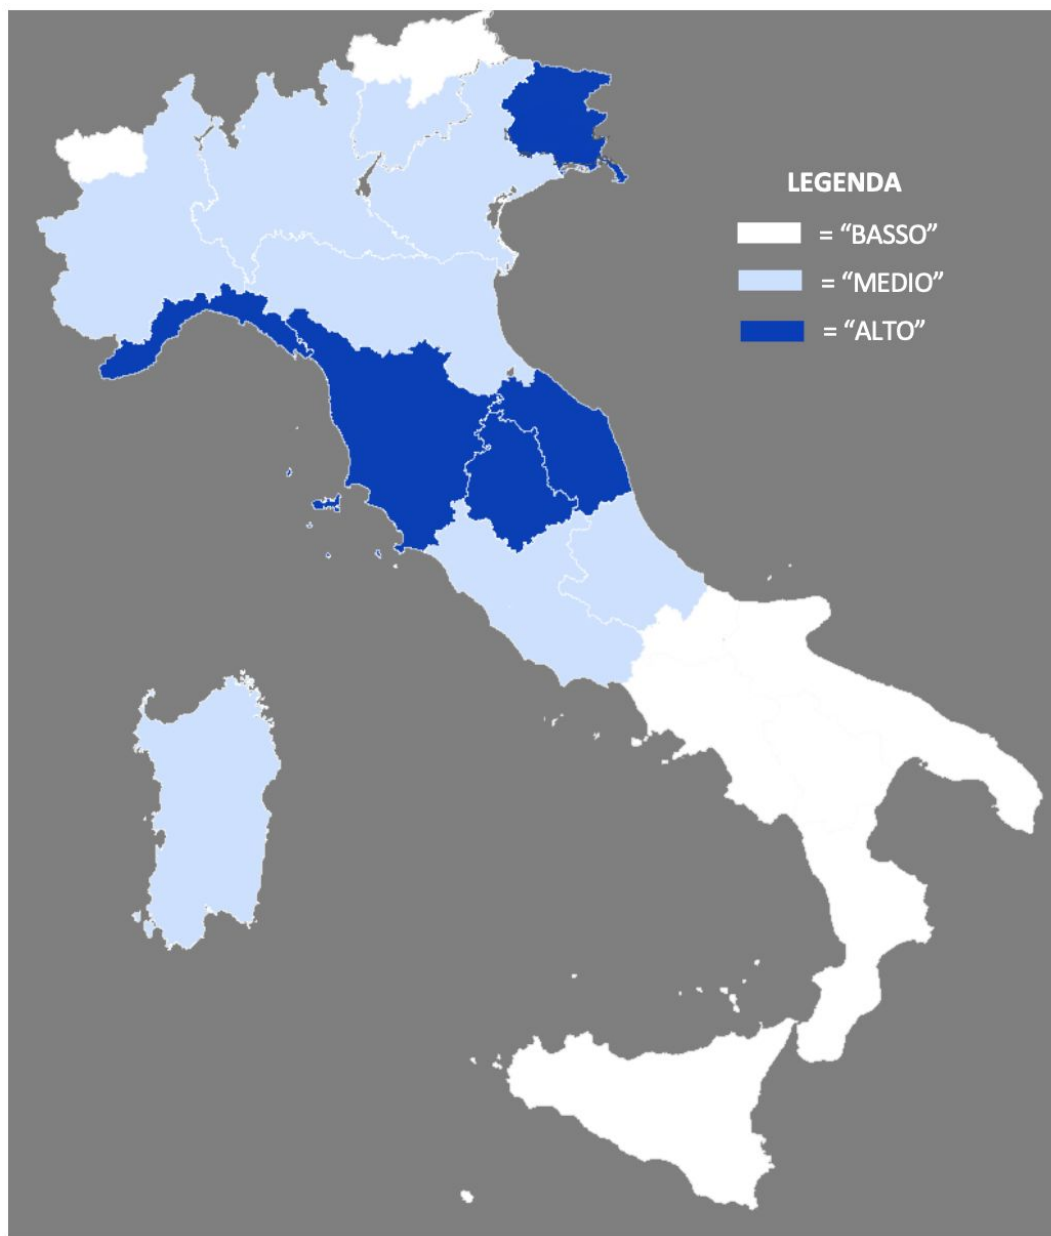 LEGENDA
= “BASSO”
= “MEDIO”
= “ALTO”